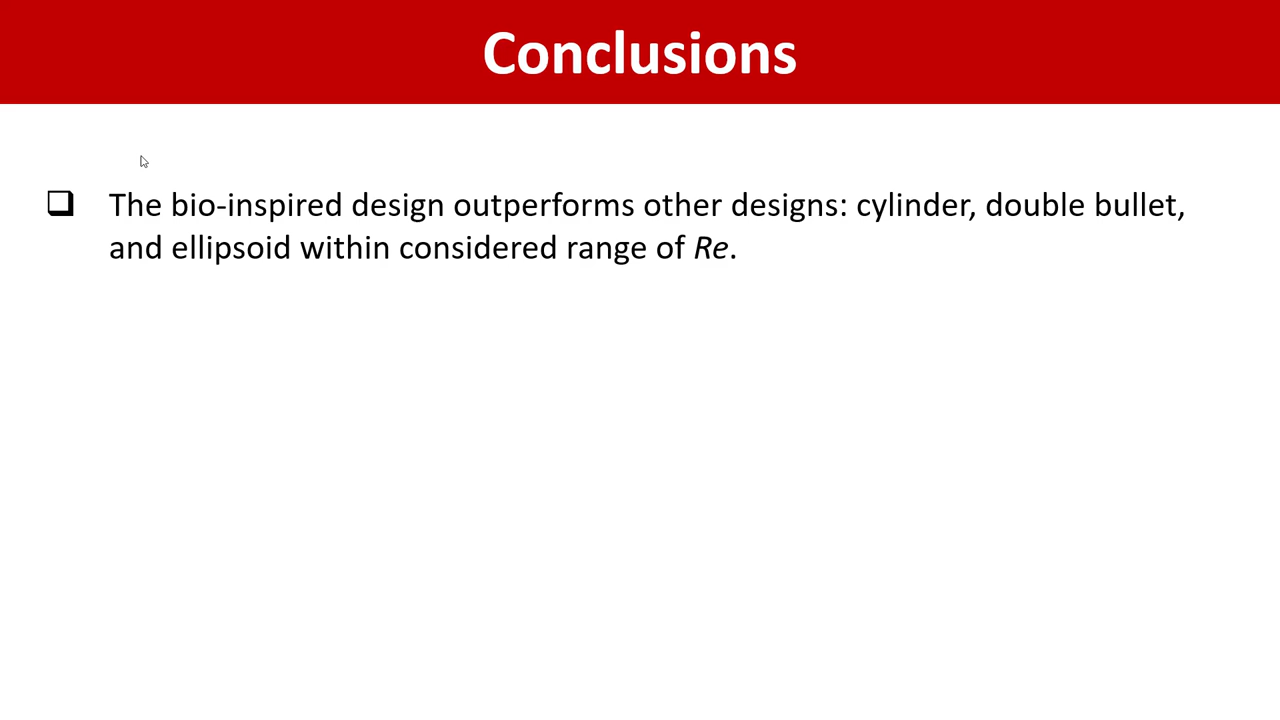 Conclusions
The bio-inspired design outperforms other designs: cylinder, double bullet,
and ellipsoid within considered range of Re.